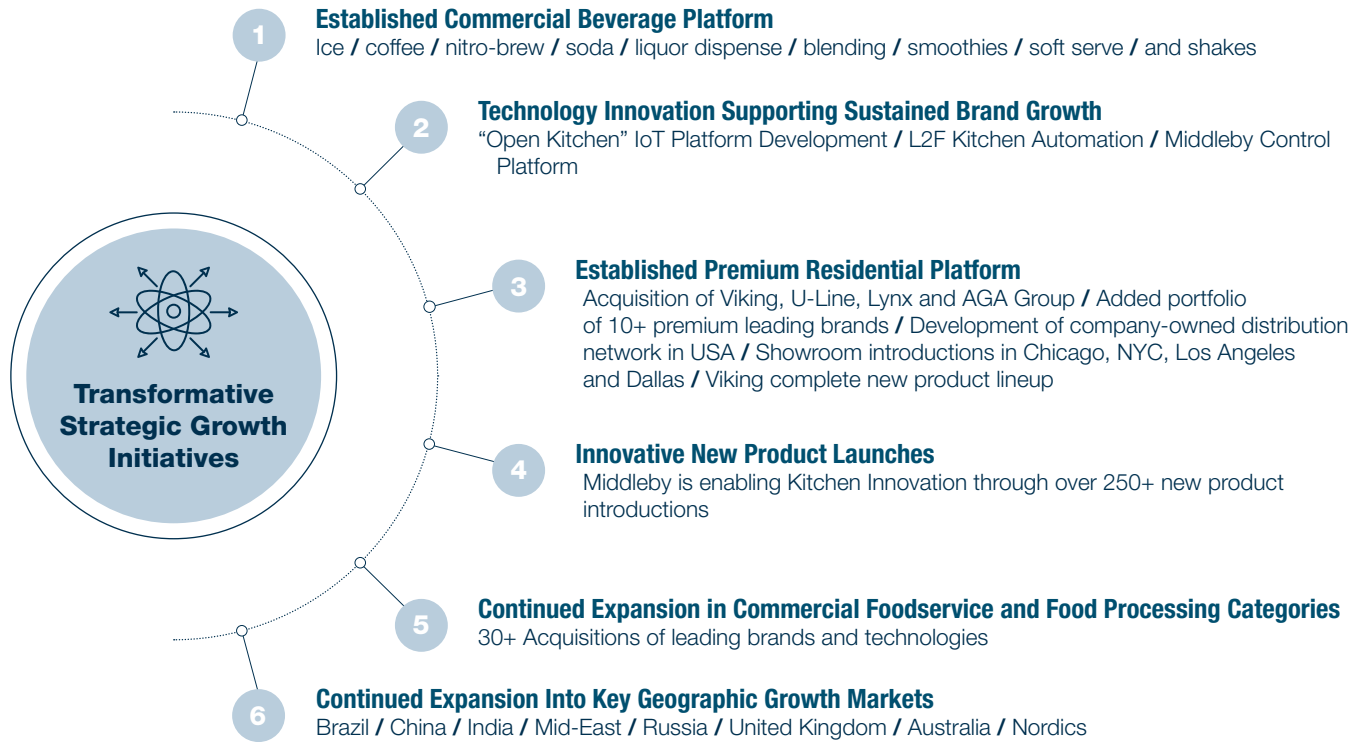 1
Established Commercial Beverage Platform
Ice / coffee / nitro-brew / soda / liquor dispense / blending / smoothies / soft serve / and shakes
2
Technology Innovation Supporting Sustained Brand Growth
“Open Kitchen” IoT Platform Development / L2F Kitchen Automation / Middleby Control
Platform
Transformative
Strategic Growth
Initiatives
3
Established Premium Residential Platform
Acquisition of Viking, U-Line, Lynx and AGA Group / Added portfolio
of 10+ premium leading brands / Development of company-owned distribution
network in USA / Showroom introductions in Chicago, NYC, Los Angeles
and Dallas / Viking complete new product lineup
4
Innovative New Product Launches
Middleby is enabling Kitchen Innovation through over 250+ new product
introductions
5
Continued Expansion in Commercial Foodservice and Food Processing Categories
30+ Acquisitions of leading brands and technologies
6
Continued Expansion Into Key Geographic Growth Markets
Brazil / China / India / Mid-East / Russia / United Kingdom / Australia / Nordics